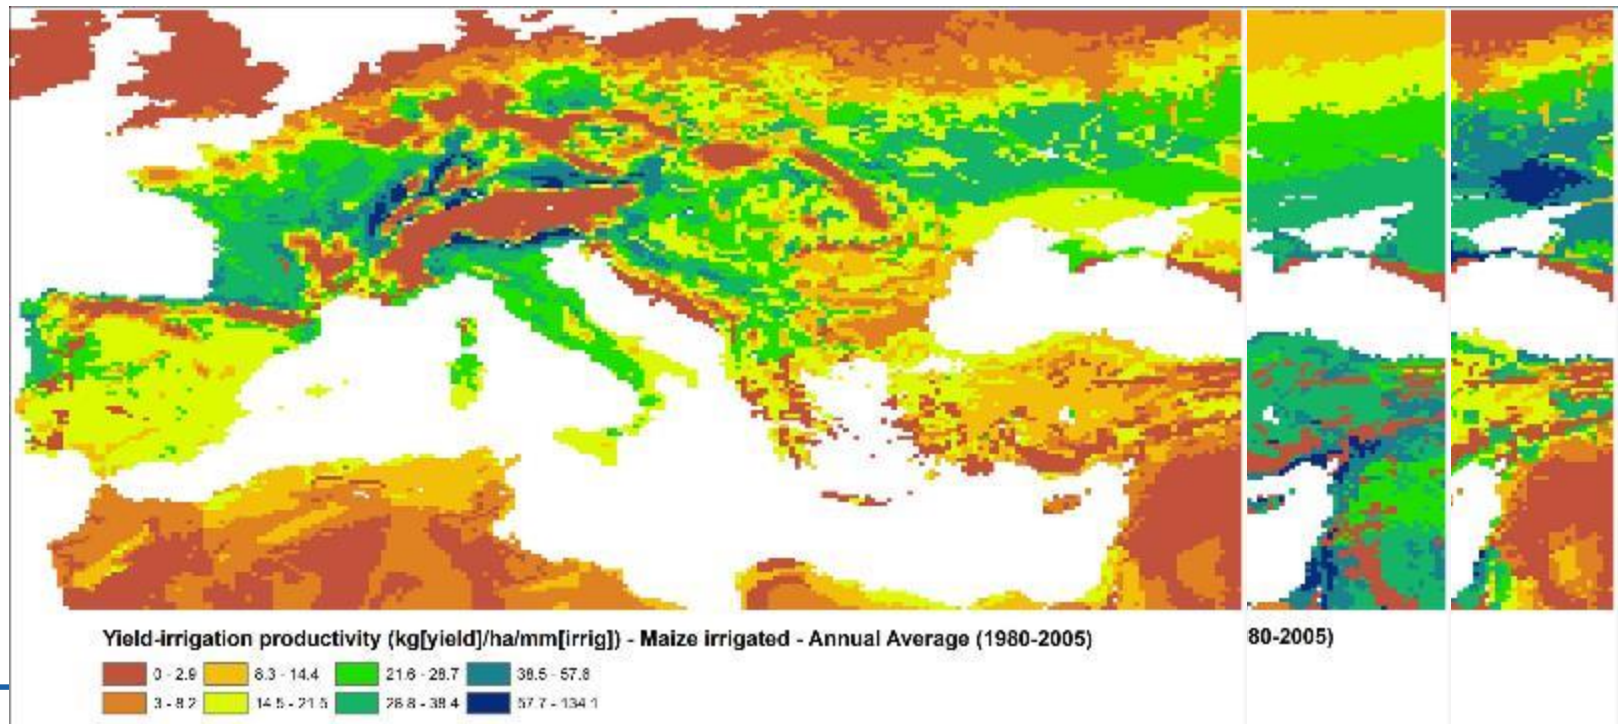 Yield-irrigation productivity (kg[yield]/ha/mm[irrig]) - Maize irrigated - Annual Average (1980-2005)
80-2005)
0 - 2.9 8.3 - 14.4 21.6 - 28.7 38.5 - 57.6
3 - 8.2 14.5 - 21.5 28.8 - 38.4 57.7 - 134.1